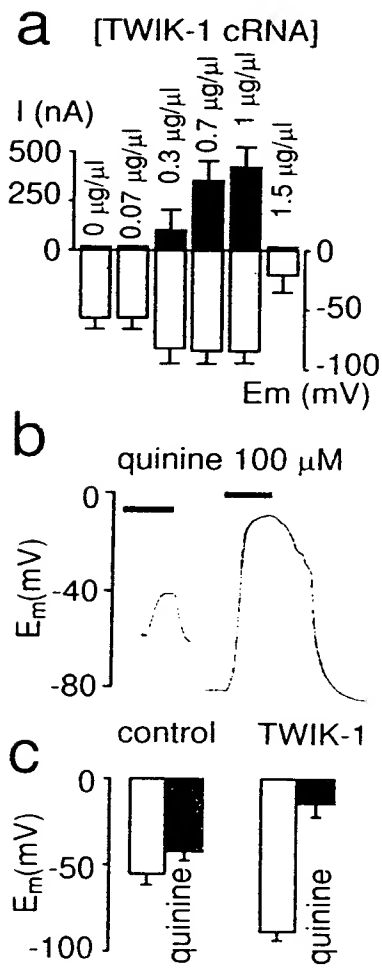 a
[TWIK-1 cRNA]
I (nA)
500
250
0
0 µg/µl
0.07 µg/µl
0.3 µg/µl
0.7 µg/µl
1 µg/µl
1.5 µg/µl
0
-50
-100
Em (mV)
b
quinine 100 µM
0
-40
-80
Em(mV)
control
TWIK-1
c
0
-50
-100
Em(mV)
quinine
quinine